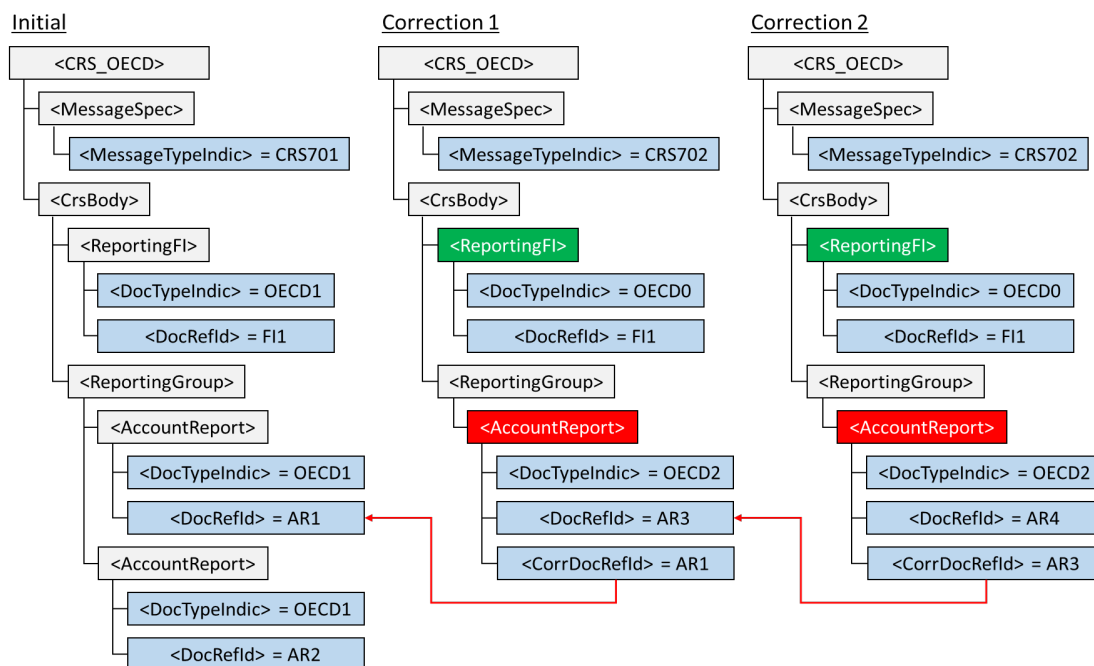 Initial
<CRS_OECD>
<MessageSpec>
<MessageTypeIndic> = CRS701
<CrsBody>
<ReportingFI>
<DocTypeIndic> = OECD1
<DocRefId> = FI1
<ReportingGroup>
<AccountReport>
<DocTypeIndic> = OECD1
<DocRefId> = AR1
<AccountReport>
<DocTypeIndic> = OECD1
<DocRefId> = AR2
Correction 1
<CRS_OECD>
<MessageSpec>
<MessageTypeIndic> = CRS702
<CrsBody>
<ReportingFI>
<DocTypeIndic> = OECD0
<DocRefId> = FI1
<ReportingGroup>
<AccountReport>
<DocTypeIndic> = OECD2
<DocRefId> = AR3
<CorrDocRefId> = AR1
Correction 2
<CRS_OECD>
<MessageSpec>
<MessageTypeIndic> = CRS702
<CrsBody>
<ReportingFI>
<DocTypeIndic> = OECD0
<DocRefId> = FI1
<ReportingGroup>
<AccountReport>
<DocTypeIndic> = OECD2
<DocRefId> = AR4
<CorrDocRefId> = AR3